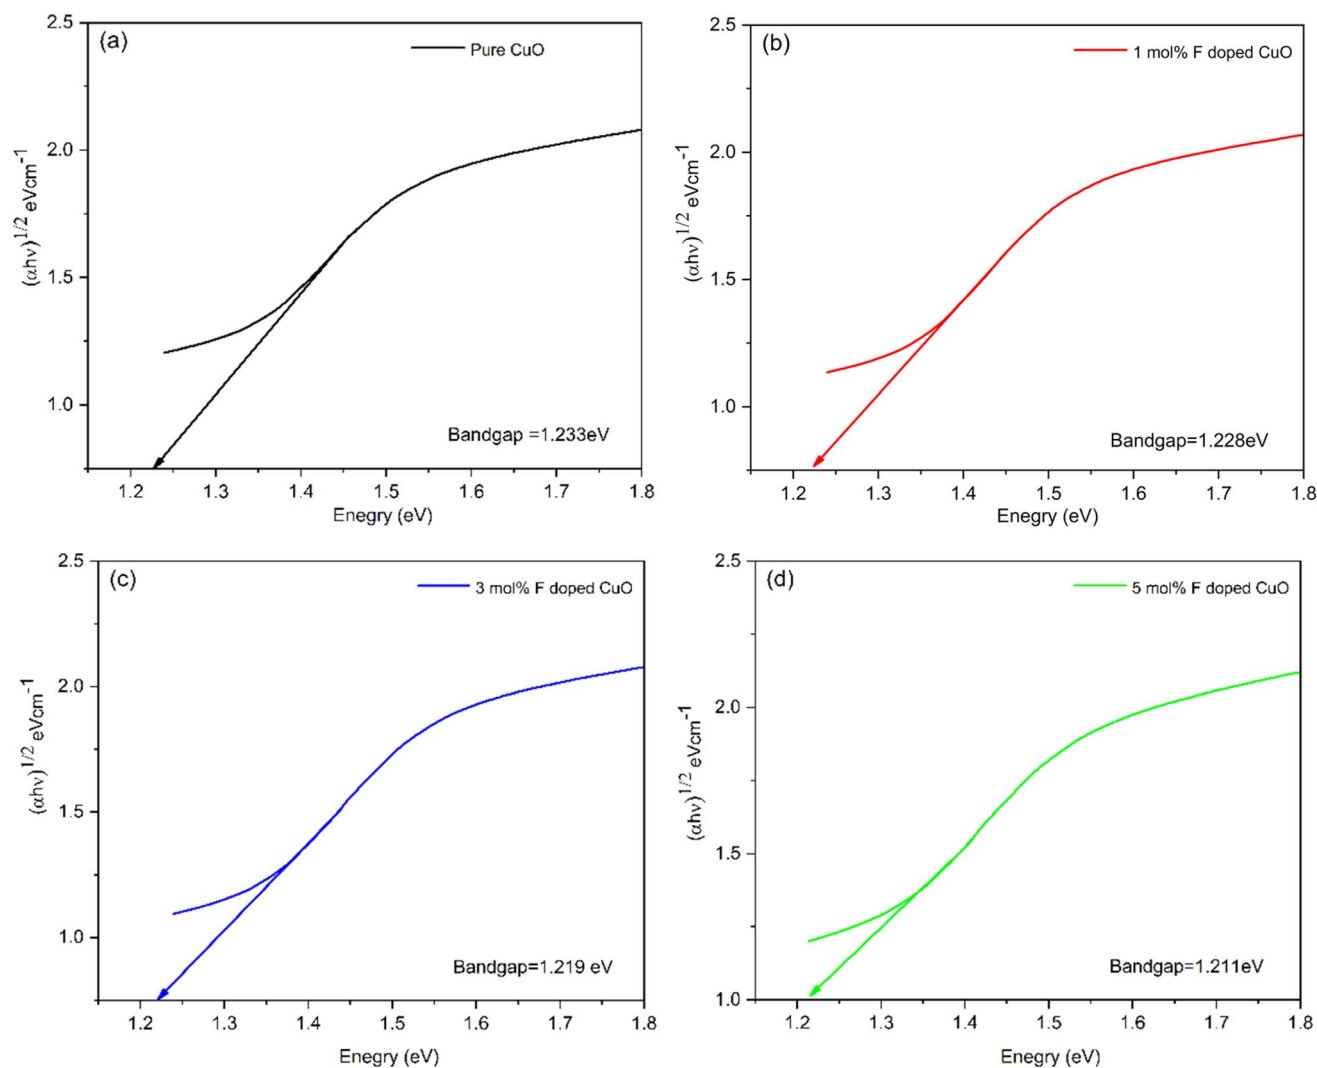 (a)
Pure CuO
2.5
2.0
1.5
1.0
(αhν)1/2 eVcm-1
Bandgap =1.233eV
1.2 1.3 1.4 1.5 1.6 1.7 1.8
Enegry (eV)
(b)
1 mol% F doped CuO
2.5
2.0
1.5
1.0
(αhν)1/2 eVcm-1
Bandgap=1.228eV
1.2 1.3 1.4 1.5 1.6 1.7 1.8
Enegry (eV)
(c)
3 mol% F doped CuO
2.5
2.0
1.5
1.0
(αhν)1/2 eVcm-1
Bandgap=1.219 eV
1.2 1.3 1.4 1.5 1.6 1.7 1.8
Enegry (eV)
(d)
5 mol% F doped CuO
2.5
2.0
1.5
1.0
(αhν)1/2 eVcm-1
Bandgap=1.211eV
1.2 1.3 1.4 1.5 1.6 1.7 1.8
Enegry (eV)